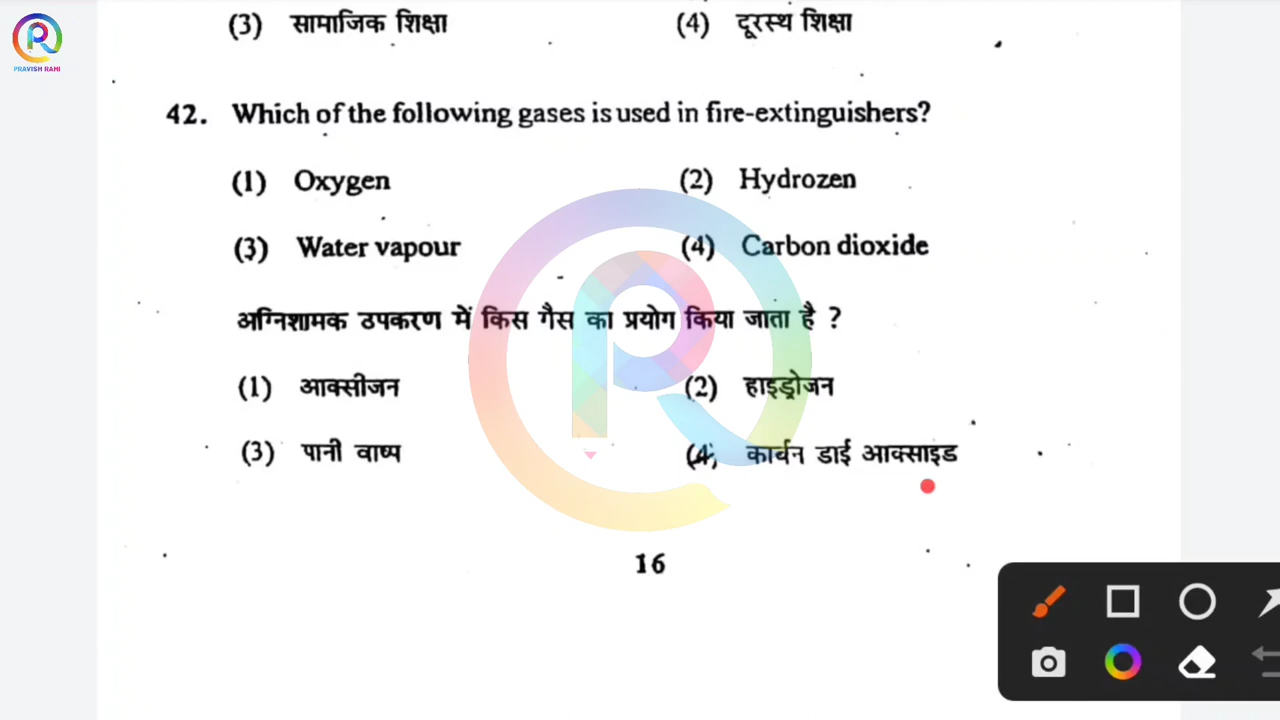 PRAVISH RAHI
(3) सामाजिक शिक्षा (4) दूरस्थ शिक्षा
42. Which of the following gases is used in fire-extinguishers?
(1) Oxygen (2) Hydrozen
(3) Water vapour (4) Carbon dioxide
अग्निशामक उपकरण में किस गैस का प्रयोग किया जाता है ?
(1) आक्सीजन (2) हाइड्रोजन
(3) पानी वाष्प (4) कार्बन डाई आक्साइड
16